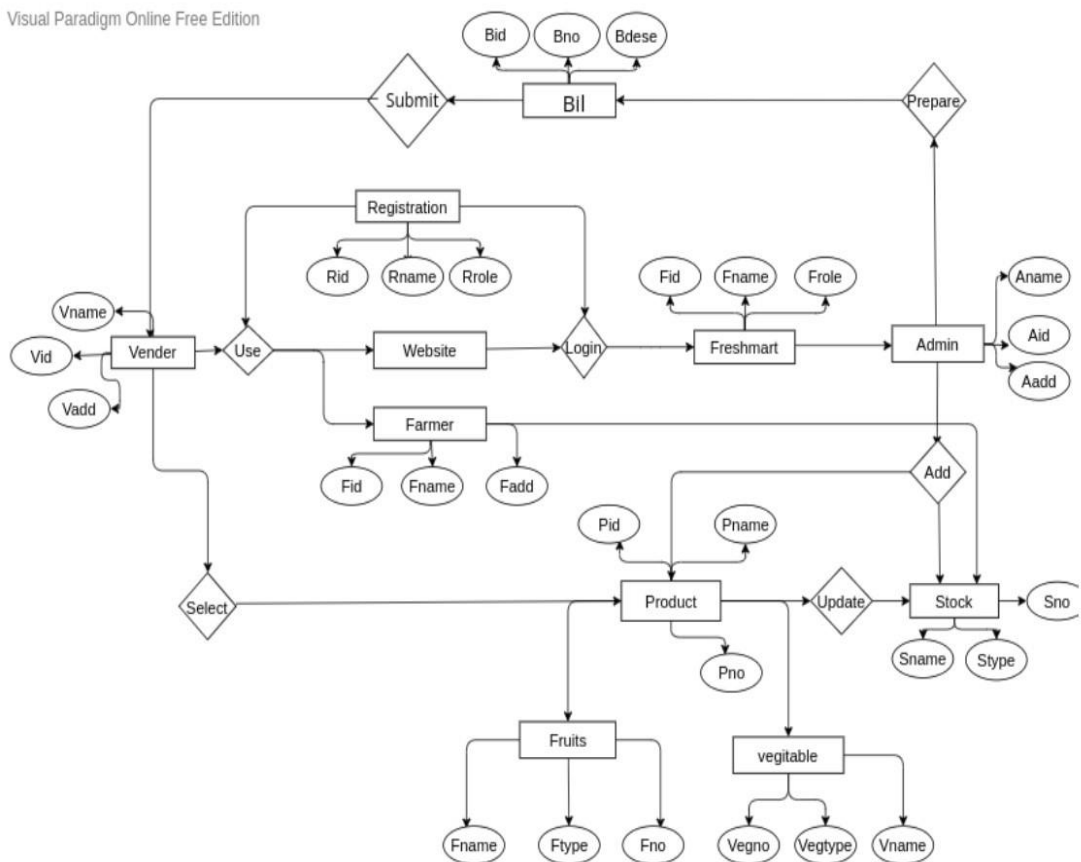 Visual Paradigm Online Free Edition
Bid
Bno
Bdese
Submit
Bil
Prepare
Registration
Rid
Rname
Rrole
Fid
Fname
Frole
Aname
Vname
Vid
Vender
Use
Website
Login
Freshmart
Admin
Aid
Aadd
Vadd
Farmer
Fid
Fname
Fadd
Add
Pid
Pname
Select
Product
Update
Stock
Sno
Sname
Stype
Pno
Fruits
vegitable
Fname
Ftype
Fno
Vegno
Vegtype
Vname